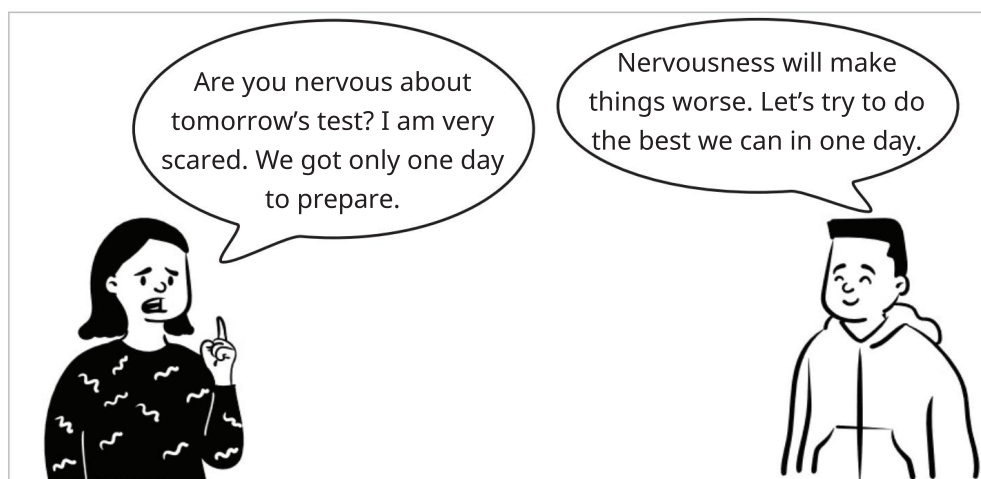 Are you nervous about
tomorrow’s test? I am very
scared. We got only one day
to prepare.
Nervousness will make
things worse. Let’s try to do
the best we can in one day.